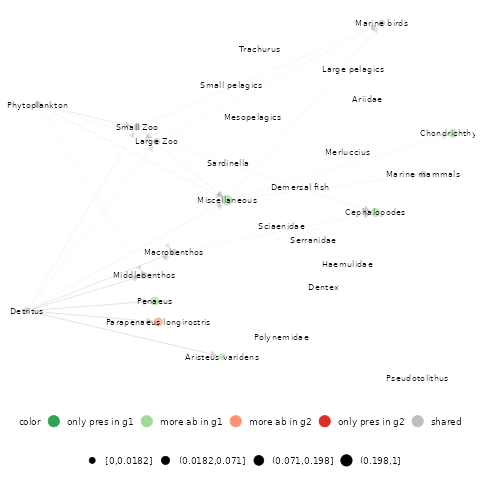 Marine birds
Trachurus
Large pelagics
Small pelagics
Ariidae
Phytoplankton
Mesopelagics
Small Zoo
Chondrichthy
Large Zoo
Merluccius
Sardinella
Marine mammals
Demersal fish
Miscellaneous
Cephalopodes
Sciaenidae
Serranidae
Macrobenthos
Haemulidae
Middlebenthos
Dentex
Penaeus
Detritus
Parapenaeus longirostris
Polynemidae
Aristeus varidens
Pseudotolithus
color only pres in g1 more ab in g1 more ab in g2 only pres in g2 shared
[0,0.0182] (0.0182,0.071] (0.071,0.198] (0.198,1]